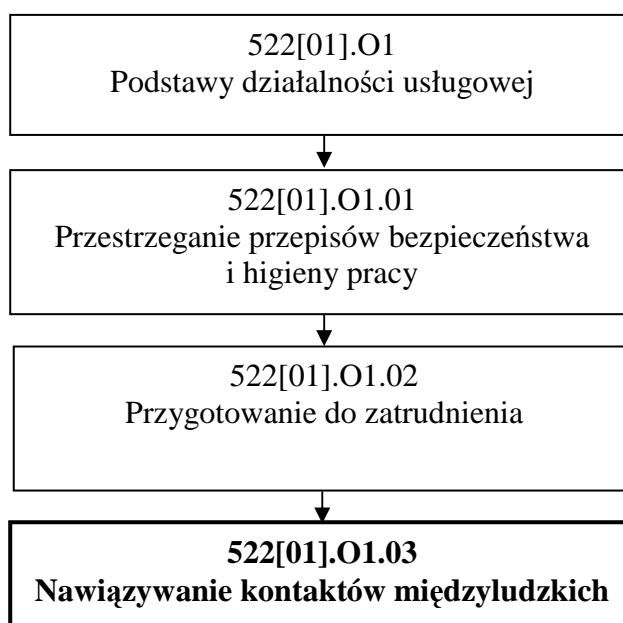 522[01].O1
Podstawy działalności usługowej
522[01].O1.01
Przestrzeganie przepisów bezpieczeństwa
i higieny pracy
522[01].O1.02
Przygotowanie do zatrudnienia
522[01].O1.03
Nawiązywanie kontaktów międzyludzkich